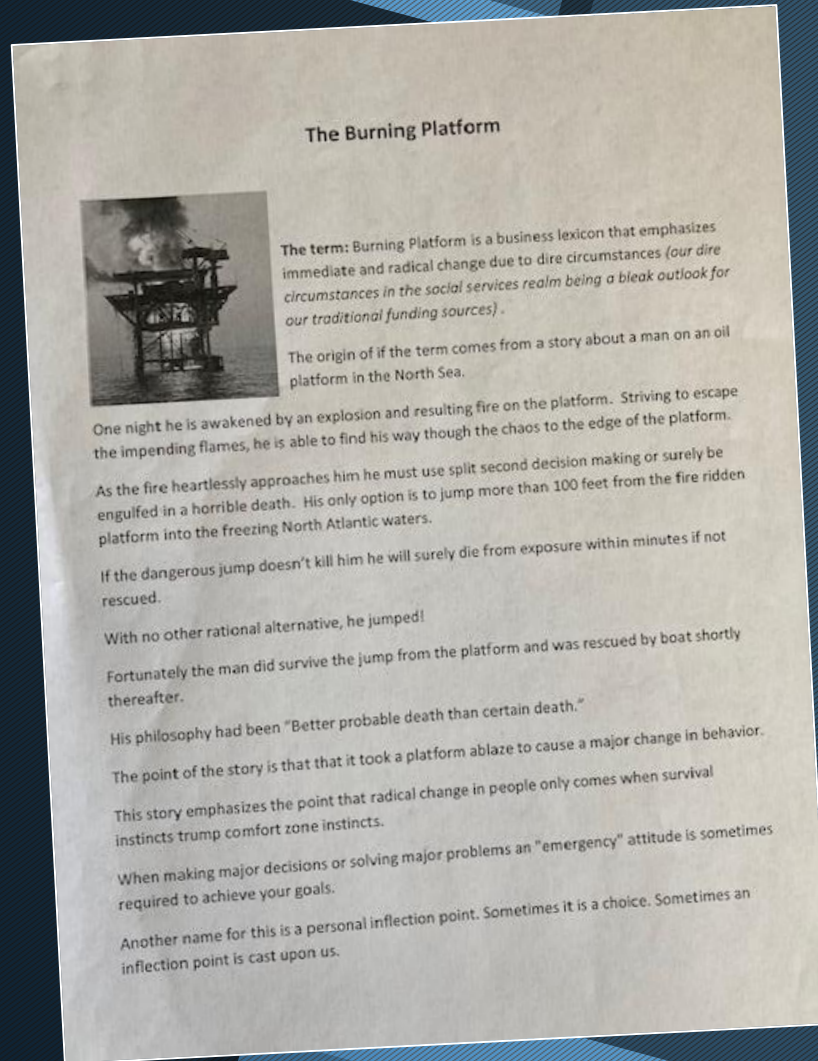 The Burning Platform
The term: Burning Platform is a business lexicon that emphasizes
immediate and radical change due to dire circumstances (our dire
circumstances in the social services realm being a bleak outlook for
our traditional funding sources) .
The origin of if the term comes from a story about a man on an oil
platform in the North Sea.
One night he is awakened by an explosion and resulting fire on the platform. Striving to escape
the impending flames, he is able to find his way though the chaos to the edge of the platform.
As the fire heartlessly approaches him he must use split second decision making or surely be
engulfed in a horrible death. His only option is to jump more than 100 feet from the fire ridden
platform into the freezing North Atlantic waters.
If the dangerous jump doesn't kill him he will surely die from exposure within minutes if not
rescued.
With no other rational alternative, he jumped!
Fortunately the man did survive the jump from the platform and was rescued by boat shortly
thereafter.
His philosophy had been "Better probable death than certain death."
The point of the story is that that it took a platform ablaze to cause a major change in behavior.
This story emphasizes the point that radical change in people only comes when survival
instincts trump comfort zone instincts.
When making major decisions or solving major problems an "emergency" attitude is sometimes
required to achieve your goals.
Another name for this is a personal inflection point. Sometimes it is a choice. Sometimes an
inflection point is cast upon us.